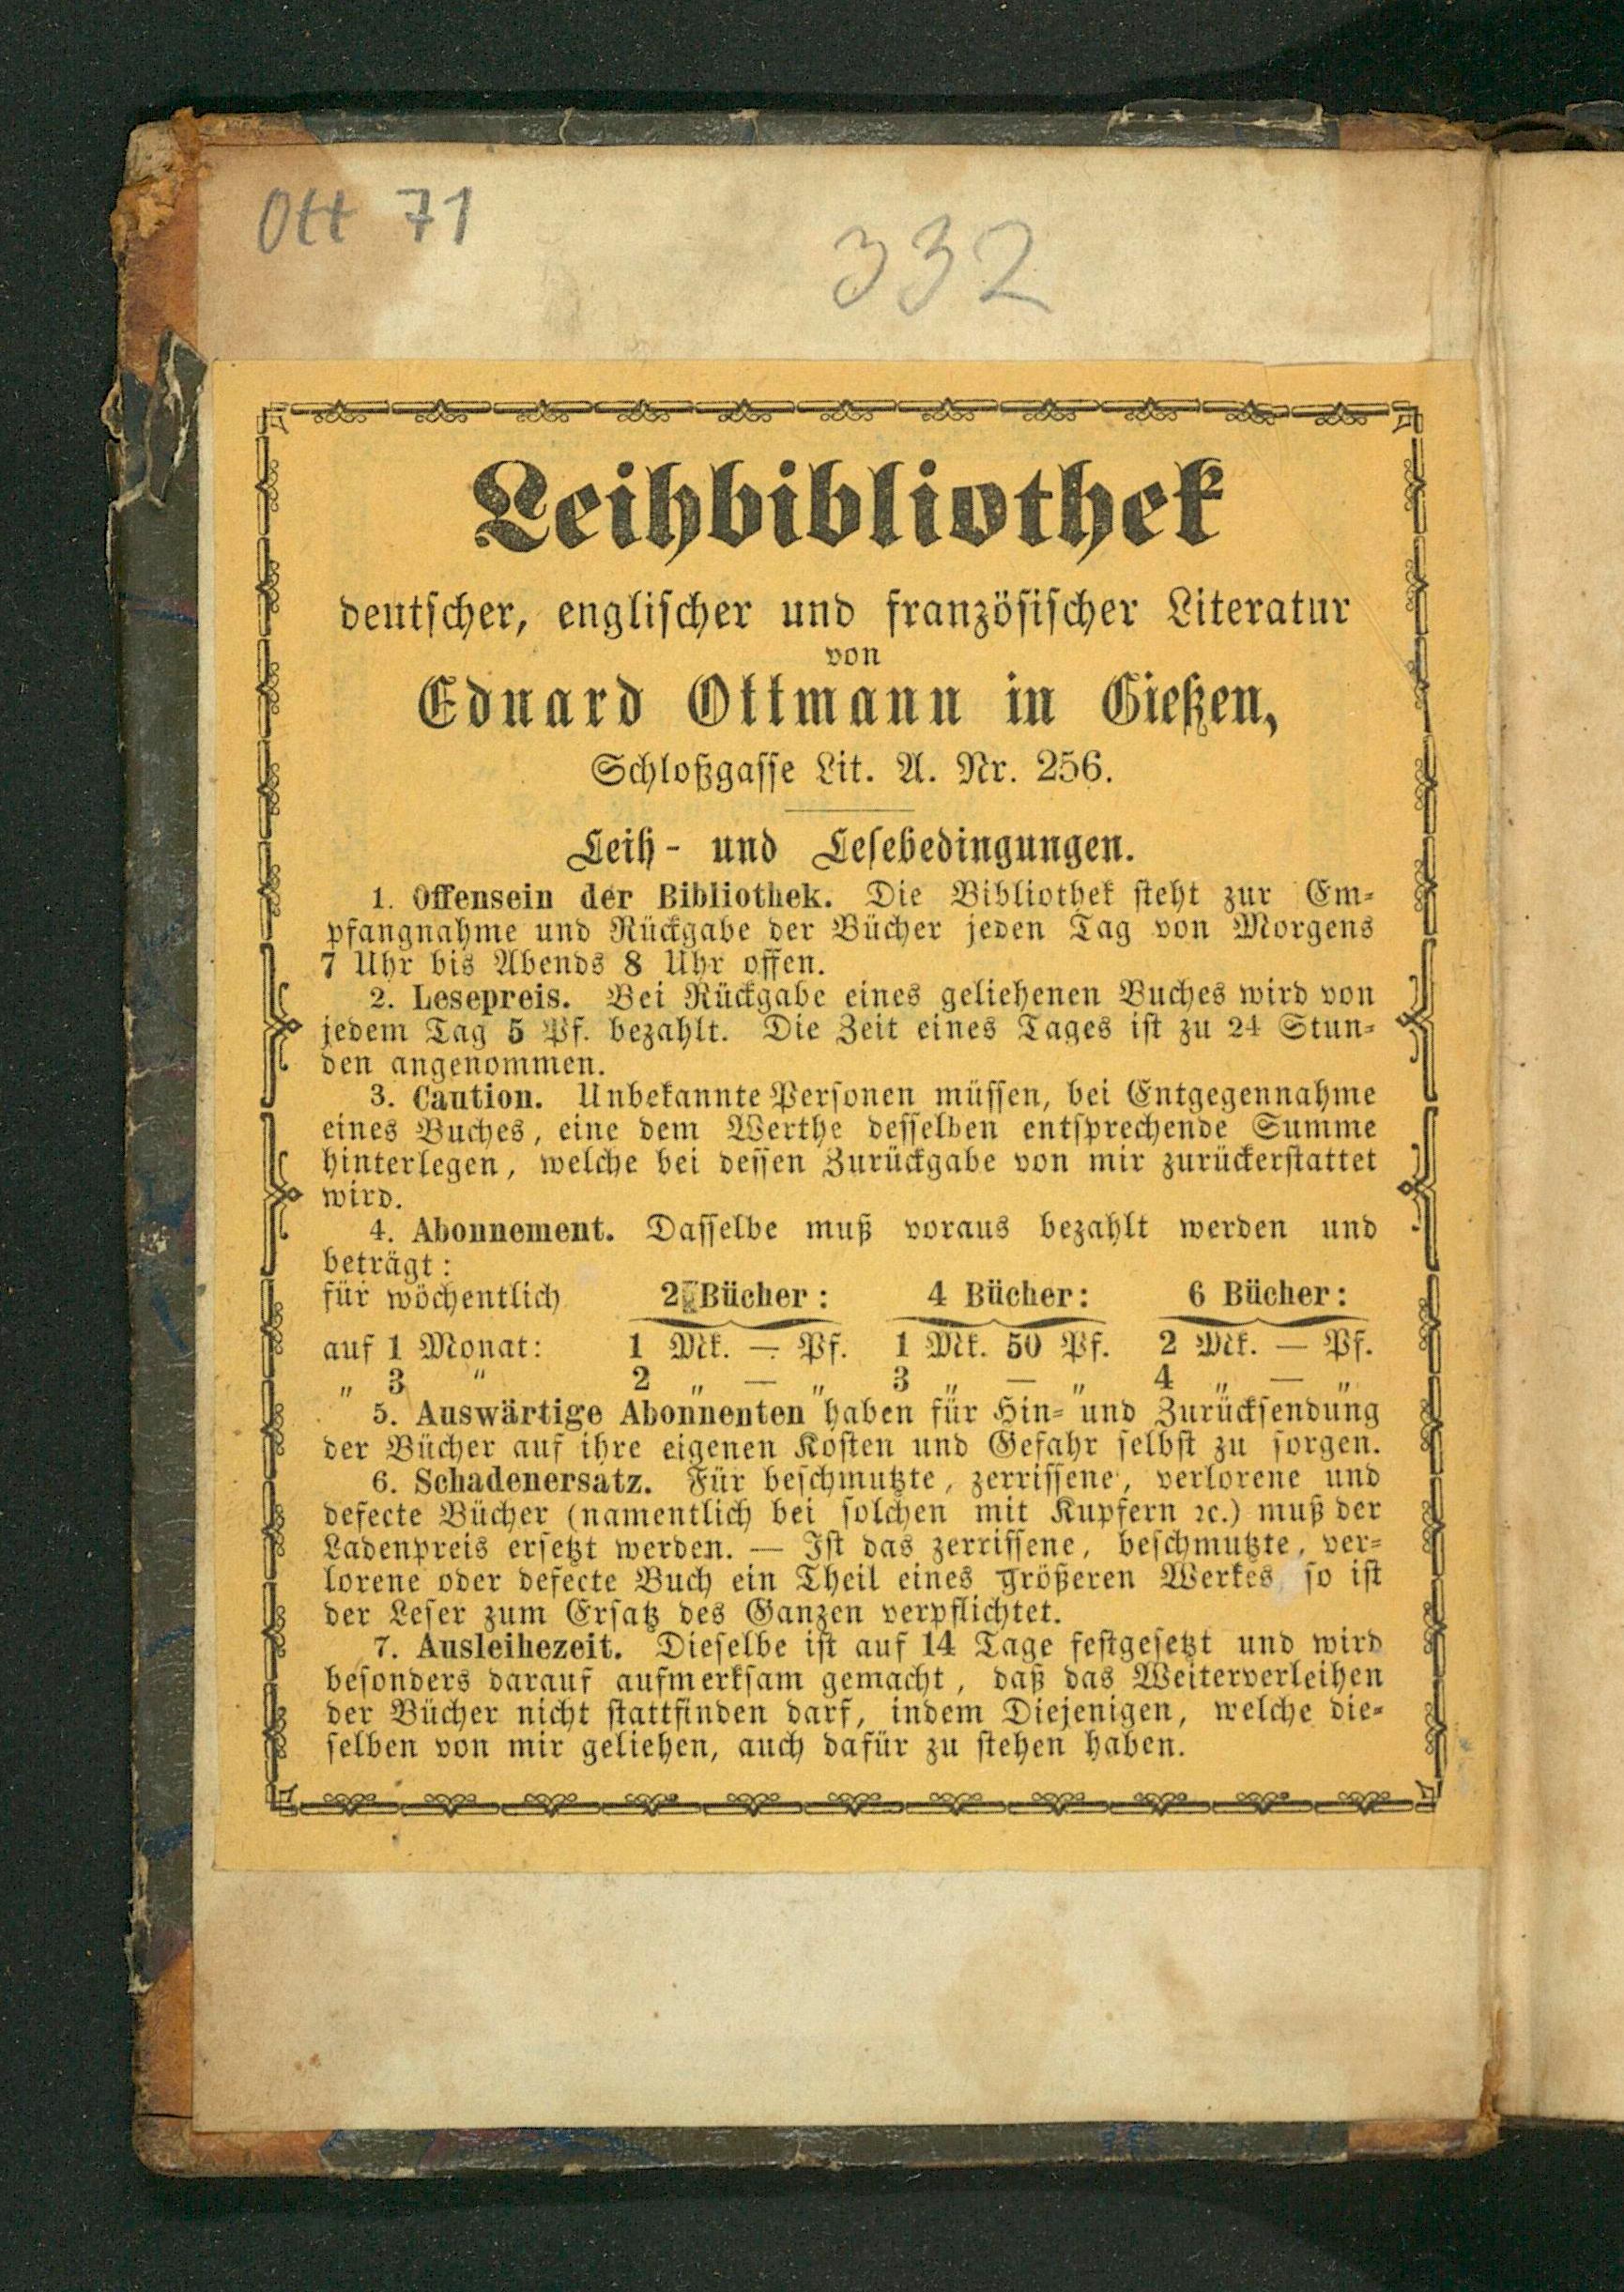 Ott 71
332
Leihbibliothek
deutscher, englischer und französischer Literatur
von
Eduard Ottmann in Gießen,
Schloßgasse Lit. A. Nr. 256.
Leih- und Lesebedingungen.
1. Offensein der Bibliothek. Die Bibliothek steht zur Em-
pfangnahme und Rückgabe der Bücher jeden Tag von Morgens
7 Uhr bis Abends 8 Uhr offen.
2. Lesepreis. Bei Rückgabe eines geliehenen Buches wird von
jedem Tag 5 Pf. bezahlt. Die Zeit eines Tages ist zu 24 Stun-
den angenommen.
3. Caution. Unbekannte Personen müssen, bei Entgegennahme
eines Buches, eine dem Werthe desselben entsprechende Summe
hinterlegen, welche bei dessen Zurückgabe von mir zurückerstattet
wird.
4. Abonnement. Dasselbe muß voraus bezahlt werden und
beträgt:
für wöchentlich 2 Bücher: 4 Bücher: 6 Bücher:
auf 1 Monat: 1 Mk. — Pf. 1 Mk. 50 Pf. 2 Mk. — Pf.
„ 3 „ 2 „ — „ 3 „ — „ 4 „ — „
5. Auswärtige Abonnenten haben für Hin- und Zurücksendung
der Bücher auf ihre eigenen Kosten und Gefahr selbst zu sorgen.
6. Schadenersatz. Für beschmutzte, zerrissene, verlorene und
defecte Bücher (namentlich bei solchen mit Kupfern ꝛc.) muß der
Ladenpreis ersetzt werden. — Ist das zerrissene, beschmutzte, ver-
lorene oder defecte Buch ein Theil eines größeren Werkes so ist
der Leser zum Ersatz des Ganzen verpflichtet.
7. Ausleihezeit. Dieselbe ist auf 14 Tage festgesetzt und wird
besonders darauf aufmerksam gemacht, daß das Weiterverleihen
der Bücher nicht stattfinden darf, indem Diejenigen, welche die-
selben von mir geliehen, auch dafür zu stehen haben.